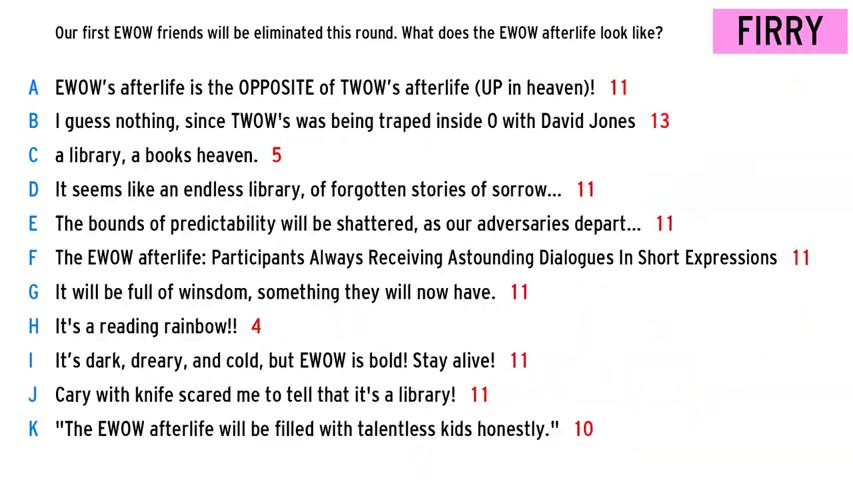 Our first EWOW friends will be eliminated this round. What does the EWOW afterlife look like?
FIRRY
A EWOW’s afterlife is the OPPOSITE of TWOW’s afterlife (UP in heaven)! 11
B I guess nothing, since TWOW's was being traped inside O with David Jones 13
C a library, a books heaven. 5
D It seems like an endless library, of forgotten stories of sorrow... 11
E The bounds of predictability will be shattered, as our adversaries depart... 11
F The EWOW afterlife: Participants Always Receiving Astounding Dialogues In Short Expressions 11
G It will be full of winsdom, something they will now have. 11
H It's a reading rainbow!! 4
I It’s dark, dreary, and cold, but EWOW is bold! Stay alive! 11
J Cary with knife scared me to tell that it's a library! 11
K "The EWOW afterlife will be filled with talentless kids honestly." 10